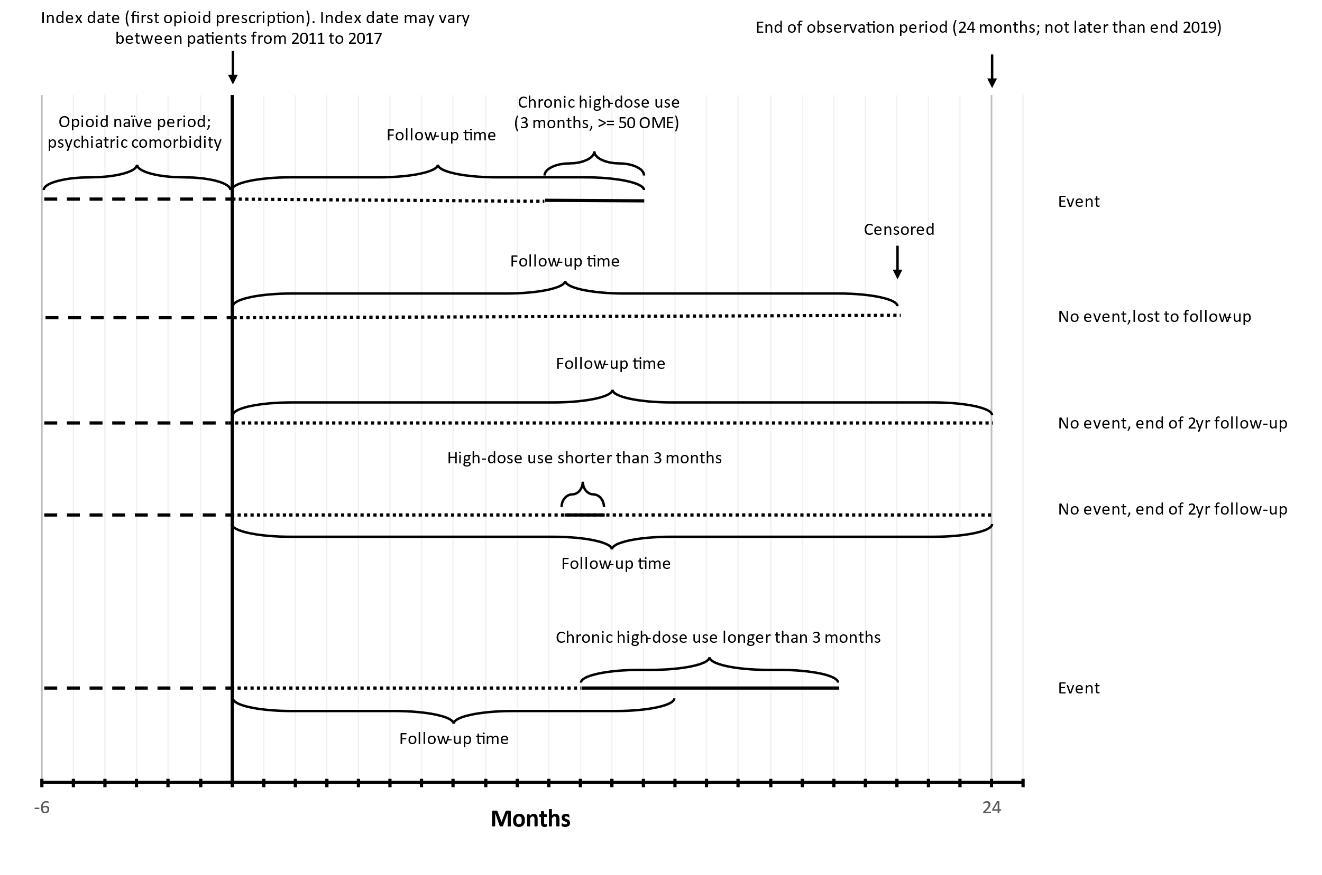 Index date (first opioid prescription). Index date may vary
between patients from 2011 to 2017
End of observation period (24 months; not later than end 2019)
Opioid naïve period;
psychiatric comorbidity
Follow-up time
Chronic high-dose use
(3 months, >= 50 OME)
Event
Censored
Follow-up time
No event, lost to follow-up
Follow-up time
No event, end of 2yr follow-up
High-dose use shorter than 3 months
No event, end of 2yr follow-up
Follow-up time
Chronic high-dose use longer than 3 months
Event
Follow-up time
-6
24
Months